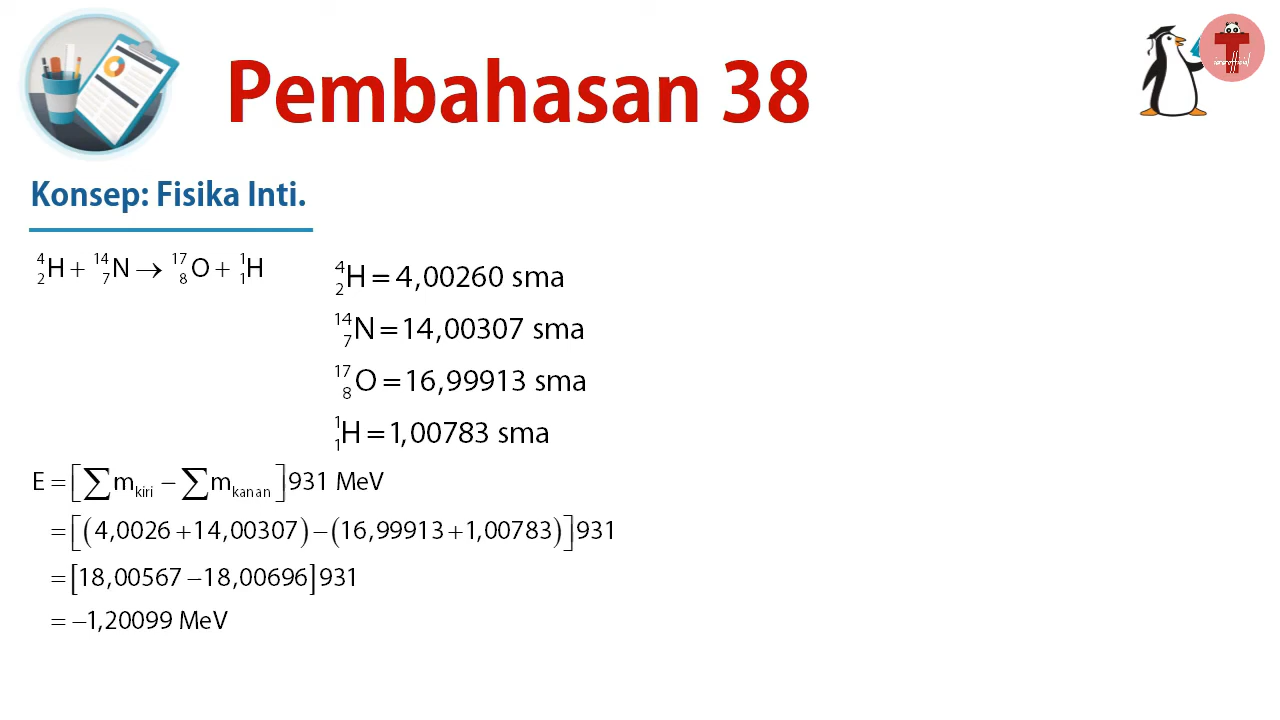 Pembahasan 38
T
Konsep: Fisika Inti.
⁴₂H + ¹⁴₇N → ¹⁷₈O + ¹₁H
⁴₂H = 4,00260 sma
¹⁴₇N = 14,00307 sma
¹⁷₈O = 16,99913 sma
¹₁H = 1,00783 sma
E = [∑m_kiri − ∑m_kanan] 931 MeV
= [(4,0026 + 14,00307) − (16,99913 + 1,00783)] 931
= [18,00567 − 18,00696] 931
= −1,20099 MeV